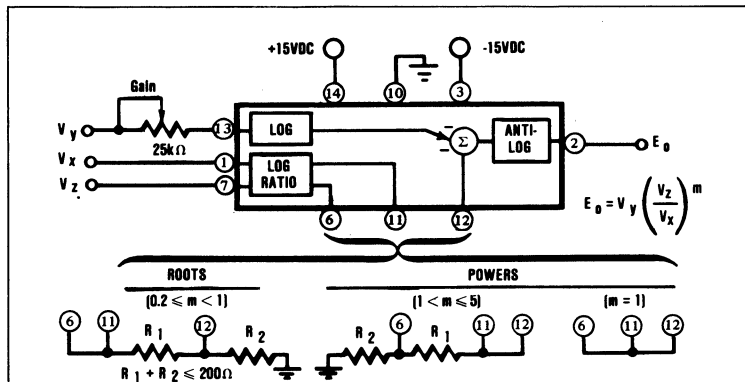 +15VDC -15VDC
14 10 3
Gain
V y 13 LOG − Σ ANTI-LOG 2 E o
25kΩ −
V x 1 LOG RATIO
V z 7
6 11 12
E o = V y ( V z / V x ) m
ROOTS POWERS
(0.2 ≤ m < 1) (1 < m ≤ 5) (m = 1)
6 11 R 1 12 R 2 R 2 6 R 1 11 12 6 11 12
R 1 + R 2 ≤ 200Ω